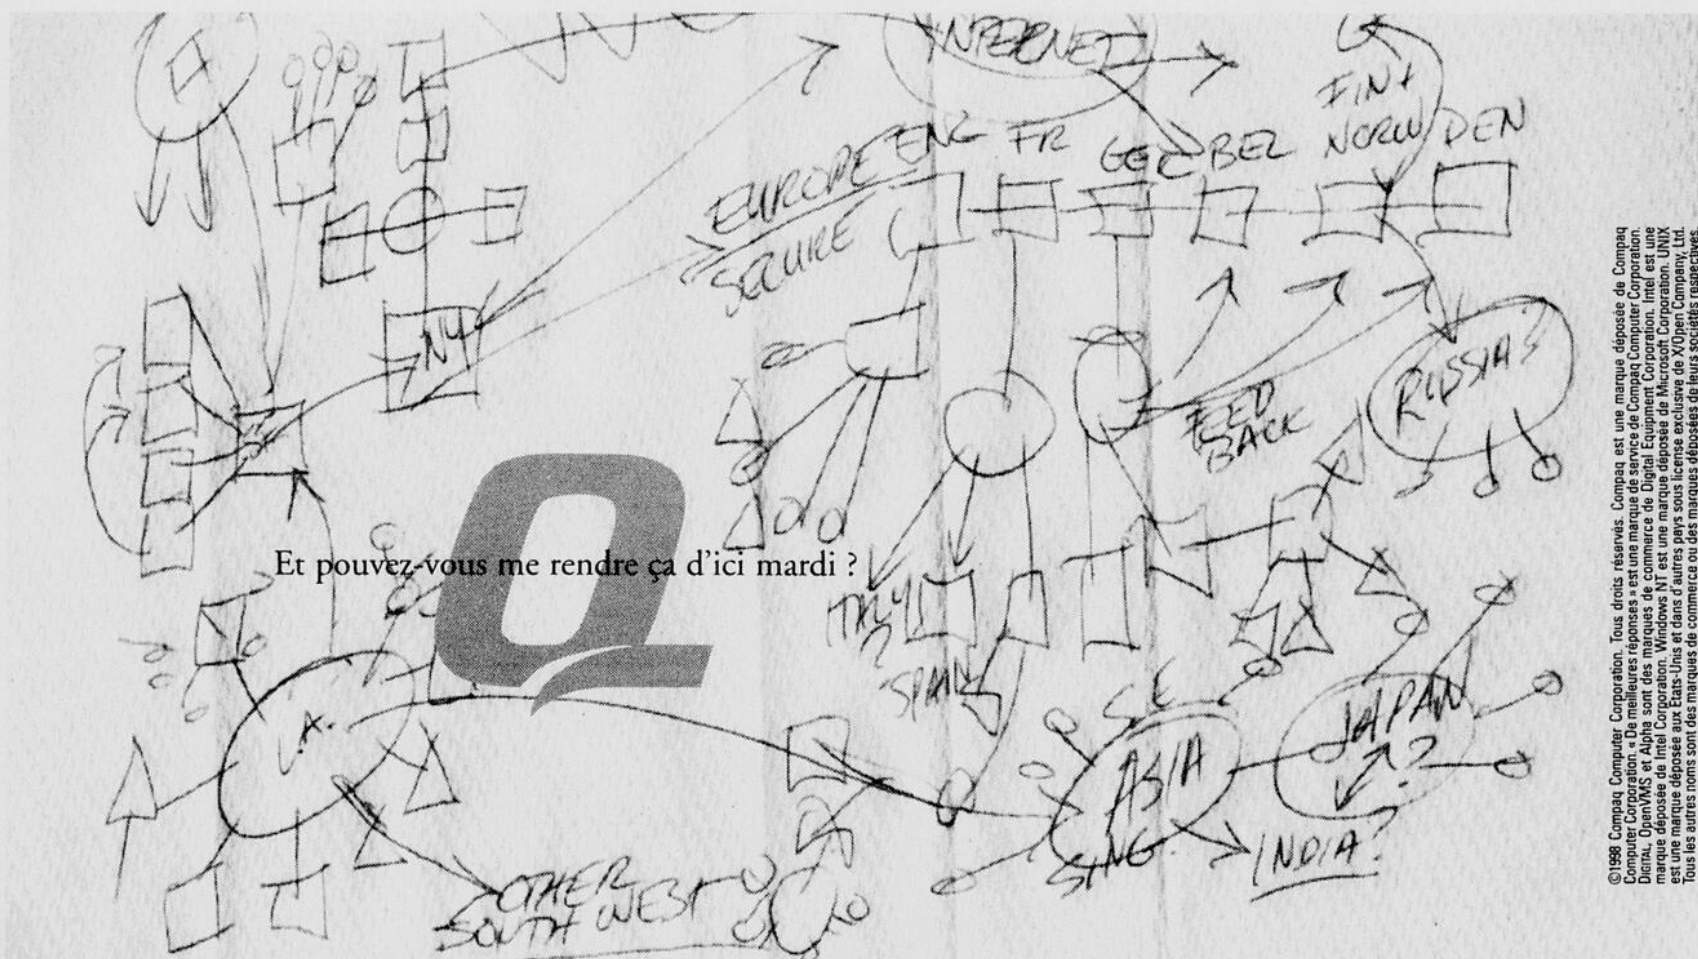 INTERNET
FIN+
NORW
DEN
ENG
FR
GER
BEL
EUROPE
SECURE
NY
RUSSIA?
FEED
BACK
Q
Et pouvez-vous me rendre ça d'ici mardi ?
ITALY
?
SPAIN
S.E.
L.A.
ASIA
SING.
JAPAN
?
INDIA?
OTHER
SOUTH WEST
©1998 Compaq Computer Corporation. Tous droits réservés. Compaq est une marque déposée de Compaq
Computer Corporation. « De meilleures réponses » est une marque de service de Compaq Computer Corporation.
DIGITAL, OpenVMS et Alpha sont des marques de commerce de Digital Equipment Corporation. Intel est une
marque déposée de Intel Corporation. Windows NT est une marque déposée de Microsoft Corporation. UNIX
est une marque déposée aux Etats-Unis et dans d'autres pays sous license exclusive de X/Open Company, Ltd.
Tous les autres noms sont des marques de commerce ou des marques déposées de leurs sociétés respectives.